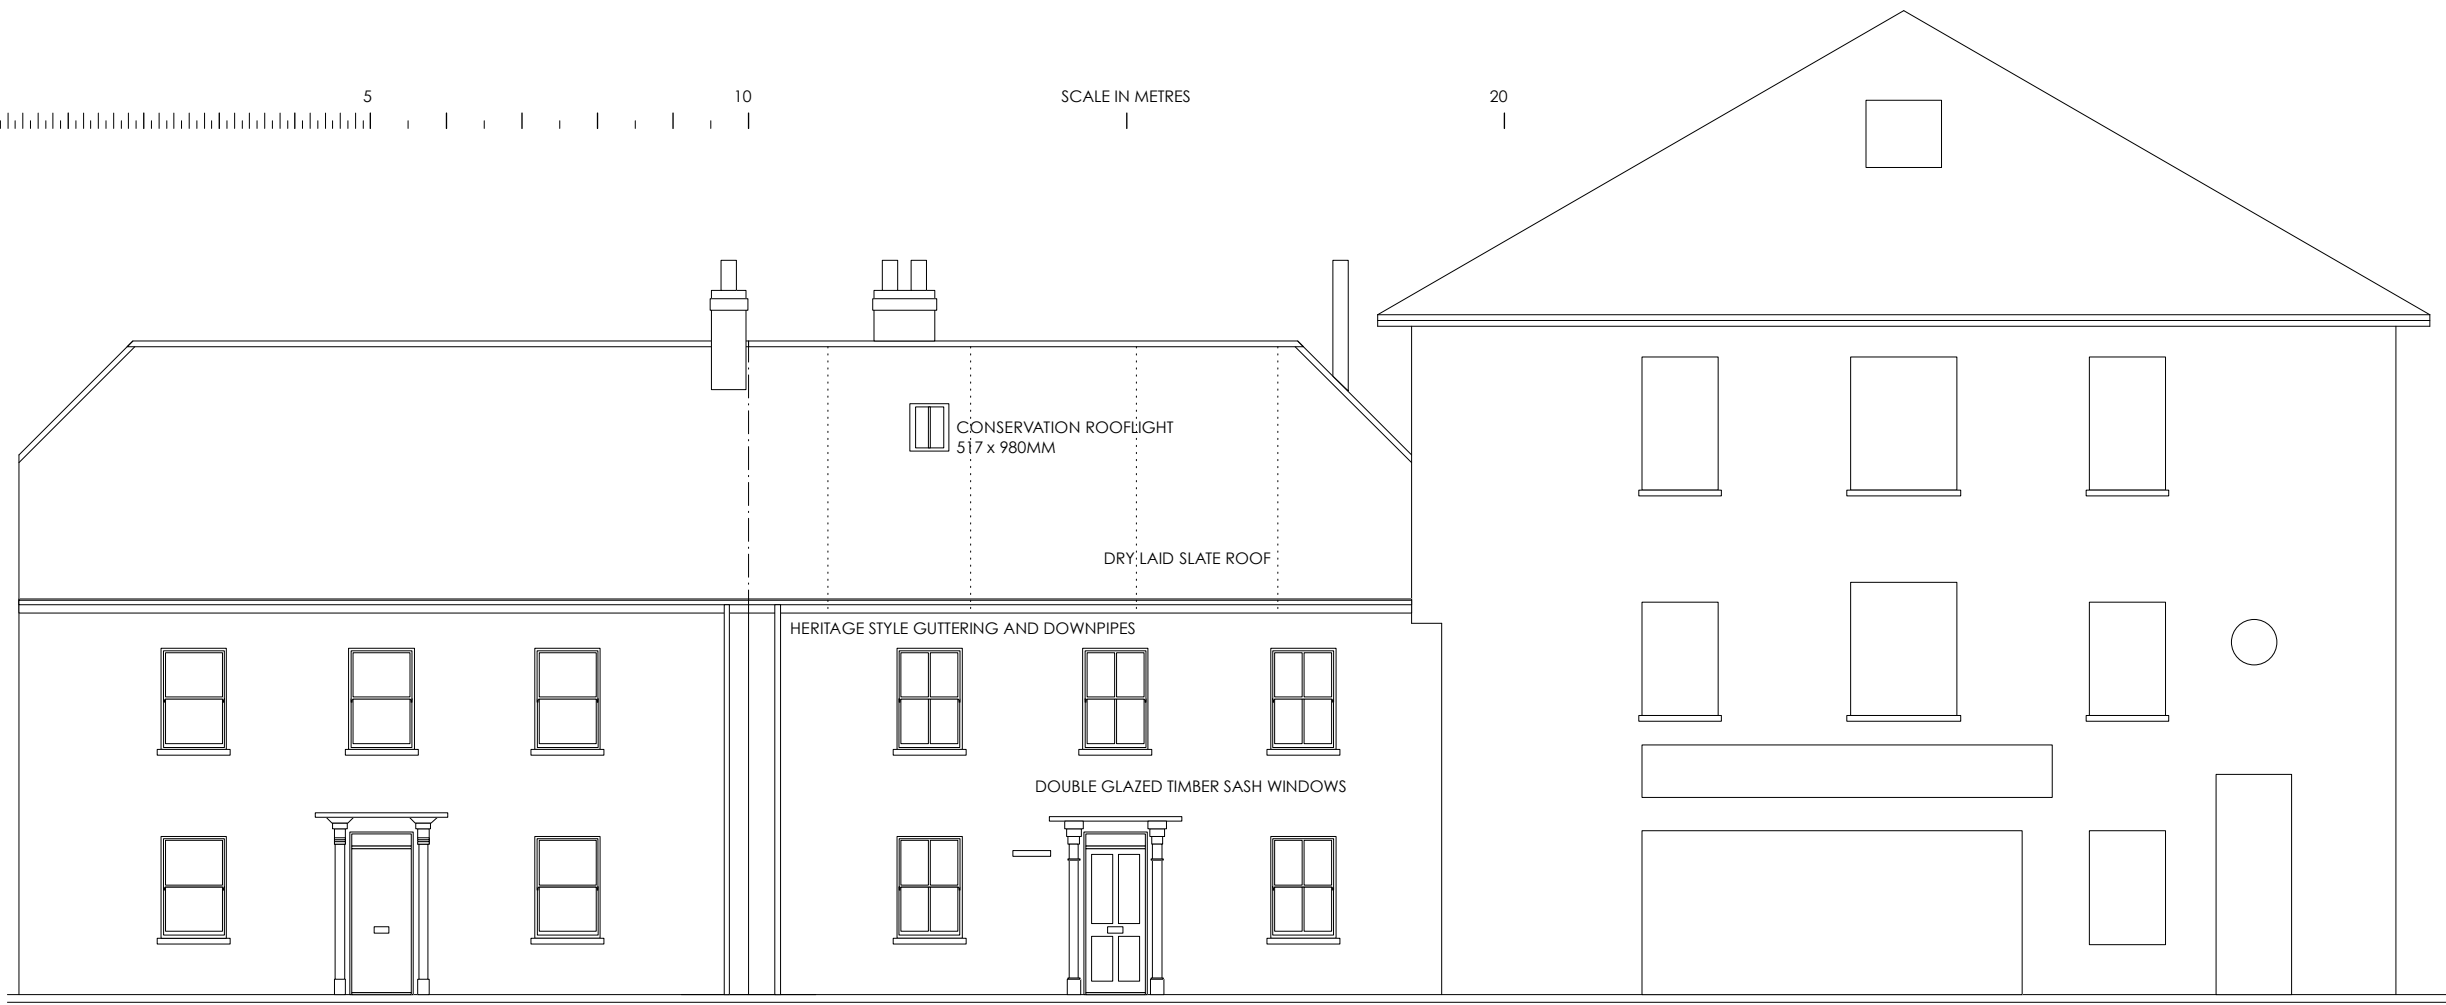 5
10
SCALE IN METRES
20
CONSERVATION ROOFLIGHT
517 x 980MM
DRY LAID SLATE ROOF
HERITAGE STYLE GUTTERING AND DOWNPIPES
DOUBLE GLAZED TIMBER SASH WINDOWS